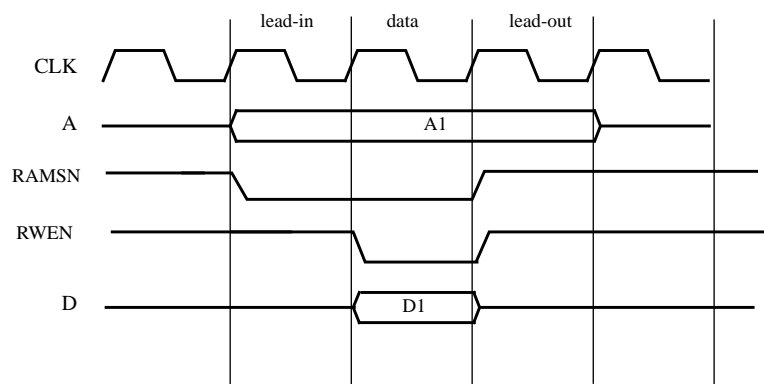 lead-in data lead-out
CLK
A A1
RAMSN
RWEN
D D1